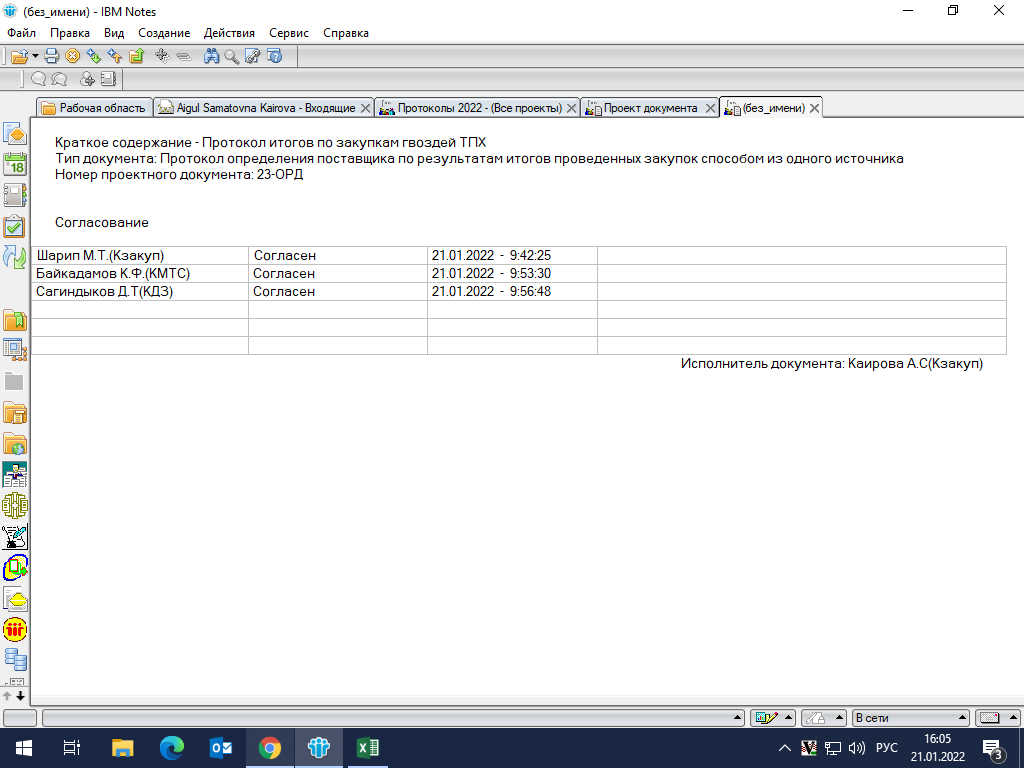 (без_имени) - IBM Notes
Файл Правка Вид Создание Действия Сервис Справка
Рабочая область Aigul Samatovna Kairova - Входящие Протоколы 2022 - (Все проекты) Проект документа (без_имени)
Краткое содержание - Протокол итогов по закупкам гвоздей ТПХ
Тип документа: Протокол определения поставщика по результатам итогов проведенных закупок способом из одного источника
Номер проектного документа: 23-ОРД
Согласование
Шарип М.Т.(Кзакуп) Согласен 21.01.2022 - 9:42:25
Байкадамов К.Ф.(КМТС) Согласен 21.01.2022 - 9:53:30
Сагиндыков Д.Т(КДЗ) Согласен 21.01.2022 - 9:56:48
Исполнитель документа: Каирова А.С(Кзакуп)
18
В сети
РУС
16:05
21.01.2022
3